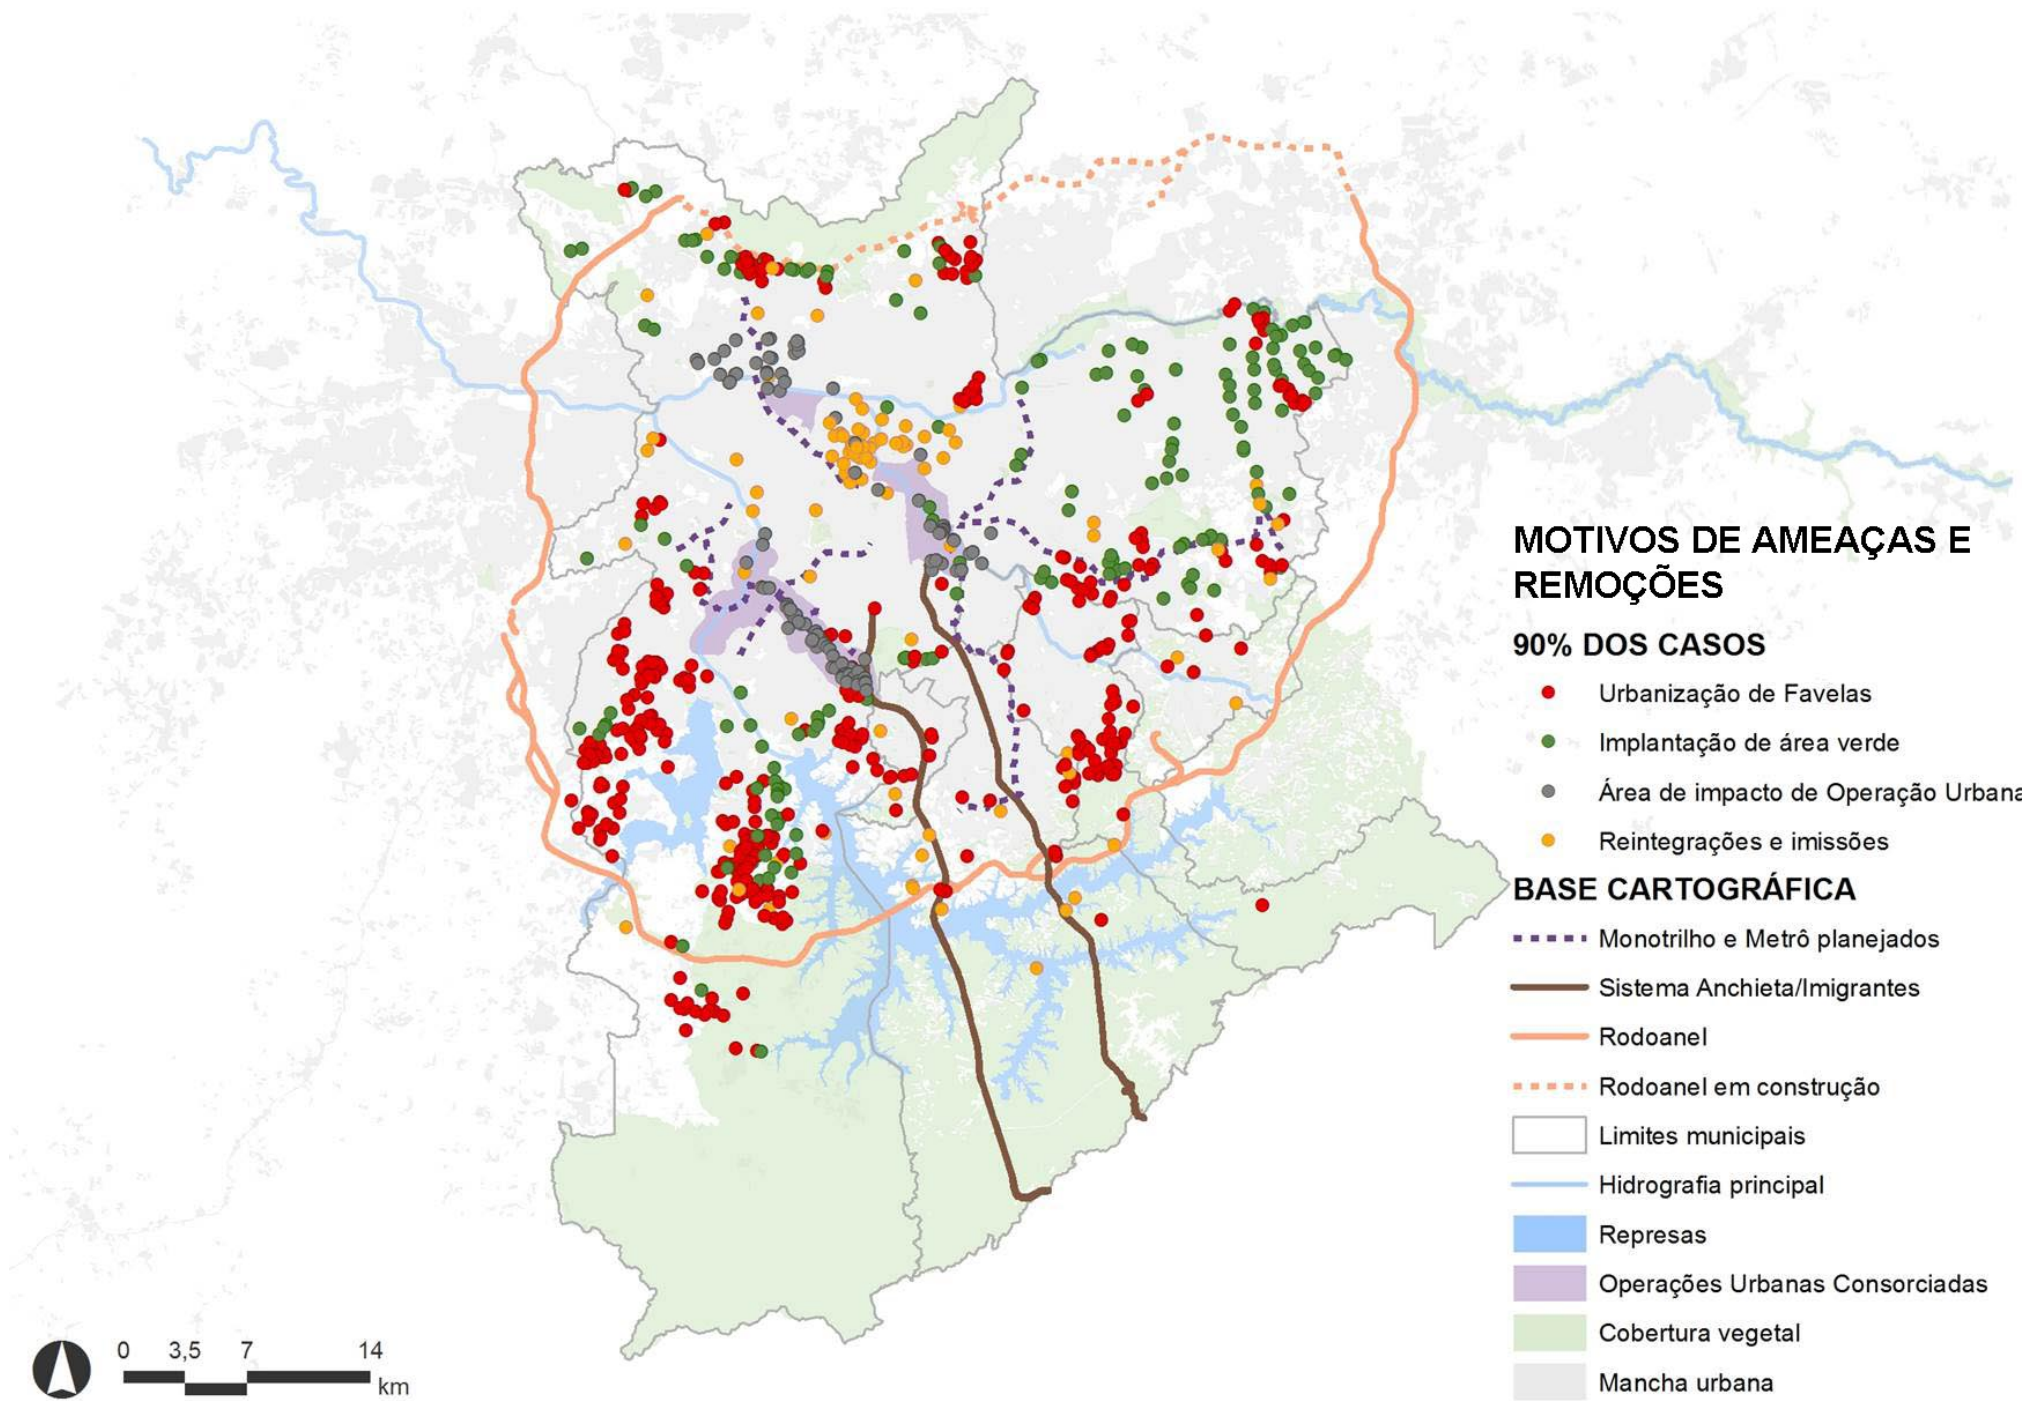 MOTIVOS DE AMEAÇAS E
REMOÇÕES
90% DOS CASOS
Urbanização de Favelas
Implantação de área verde
Área de impacto de Operação Urbana
Reintegrações e imissões
BASE CARTOGRÁFICA
Monotrilho e Metrô planejados
Sistema Anchieta/Imigrantes
Rodoanel
Rodoanel em construção
Limites municipais
Hidrografia principal
Represas
Operações Urbanas Consorciadas
Cobertura vegetal
Mancha urbana
0 3,5 7 14
km